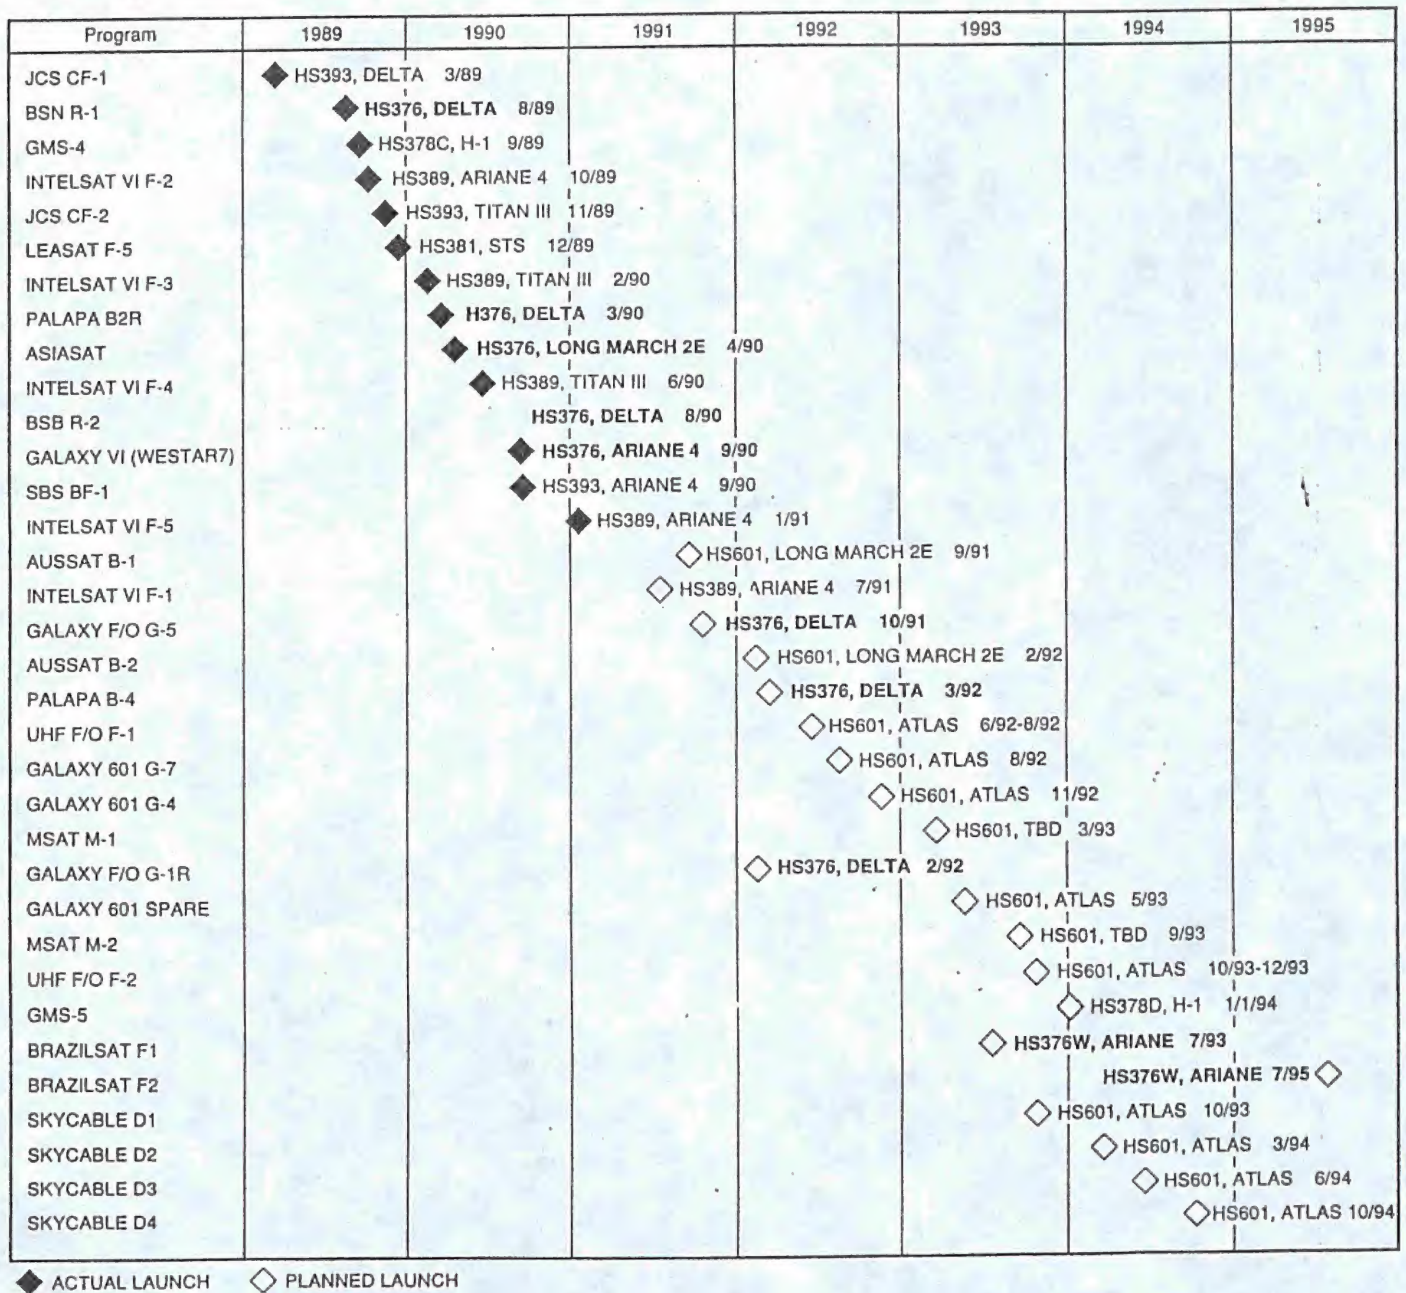 Program 1989 1990 1991 1992 1993 1994 1995
JCS CF-1 HS393, DELTA 3/89
BSN R-1 HS376, DELTA 8/89
GMS-4 HS378C, H-1 9/89
INTELSAT VI F-2 HS389, ARIANE 4 10/89
JCS CF-2 HS393, TITAN III 11/89
LEASAT F-5 HS381, STS 12/89
INTELSAT VI F-3 HS389, TITAN III 2/90
PALAPA B2R H376, DELTA 3/90
ASIASAT HS376, LONG MARCH 2E 4/90
INTELSAT VI F-4 HS389, TITAN III 6/90
BSB R-2 HS376, DELTA 8/90
GALAXY VI (WESTAR7) HS376, ARIANE 4 9/90
SBS BF-1 HS393, ARIANE 4 9/90
INTELSAT VI F-5 HS389, ARIANE 4 1/91
AUSSAT B-1 HS601, LONG MARCH 2E 9/91
INTELSAT VI F-1 HS389, ARIANE 4 7/91
GALAXY F/O G-5 HS376, DELTA 10/91
AUSSAT B-2 HS601, LONG MARCH 2E 2/92
PALAPA B-4 HS376, DELTA 3/92
UHF F/O F-1 HS601, ATLAS 6/92-8/92
GALAXY 601 G-7 HS601, ATLAS 8/92
GALAXY 601 G-4 HS601, ATLAS 11/92
MSAT M-1 HS601, TBD 3/93
GALAXY F/O G-1R HS376, DELTA 2/92
GALAXY 601 SPARE HS601, ATLAS 5/93
MSAT M-2 HS601, TBD 9/93
UHF F/O F-2 HS601, ATLAS 10/93-12/93
GMS-5 HS378D, H-1 1/1/94
BRAZILSAT F1 HS376W, ARIANE 7/93
BRAZILSAT F2 HS376W, ARIANE 7/95
SKYCABLE D1 HS601, ATLAS 10/93
SKYCABLE D2 HS601, ATLAS 3/94
SKYCABLE D3 HS601, ATLAS 6/94
SKYCABLE D4 HS601, ATLAS 10/94
ACTUAL LAUNCH PLANNED LAUNCH